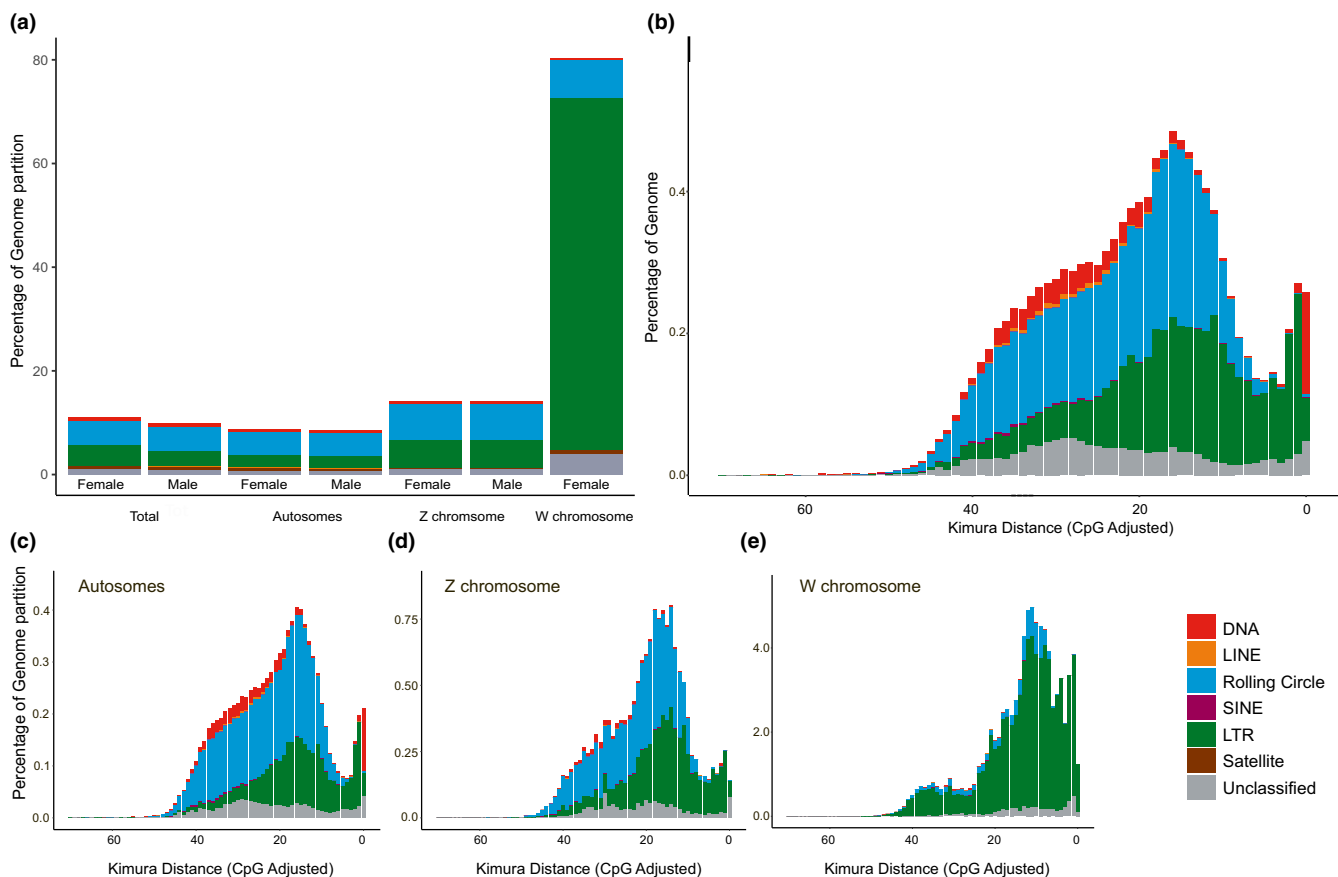 (a)
Percentage of Genome partition
80
60
40
20
0
Female Male Female Male Female Male Female
Total Autosomes Z chromsome W chromosome
(b)
Percentage of Genome
0.4
0.2
0.0
60 40 20 0
Kimura Distance (CpG Adjusted)
(c)
Autosomes
Percentage of Genome partition
0.4
0.3
0.2
0.1
0.0
60 40 20 0
Kimura Distance (CpG Adjusted)
(d)
Z chromosome
0.75
0.50
0.25
0.0
60 40 20 0
Kimura Distance (CpG Adjusted)
(e)
W chromosome
4.0
2.0
0.0
60 40 20 0
Kimura Distance (CpG Adjusted)
DNA
LINE
Rolling Circle
SINE
LTR
Satellite
Unclassified